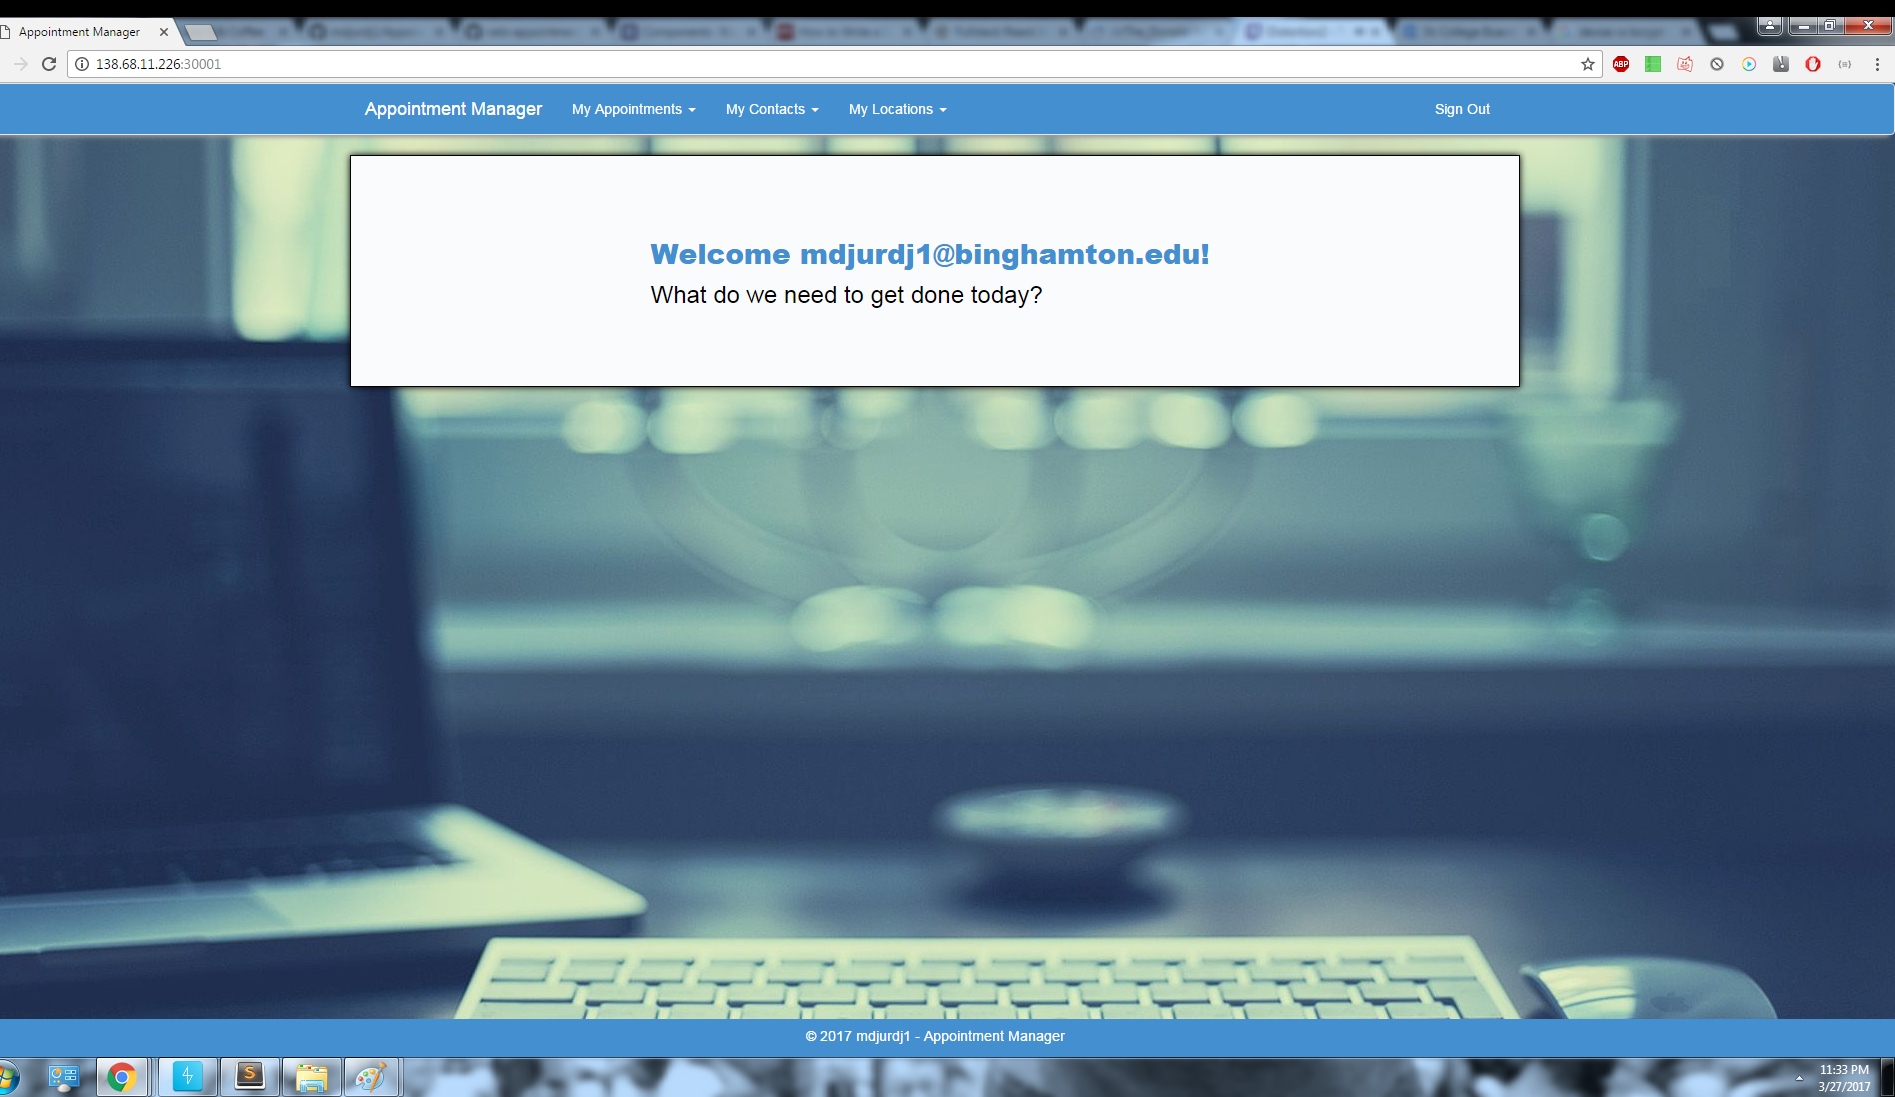 Appointment Manager
138.68.11.226:30001
ABP
Appointment Manager My Appointments My Contacts My Locations Sign Out
Welcome mdjurdj1@binghamton.edu!
What do we need to get done today?
© 2017 mdjurdj1 - Appointment Manager
11:33 PM
3/27/2017